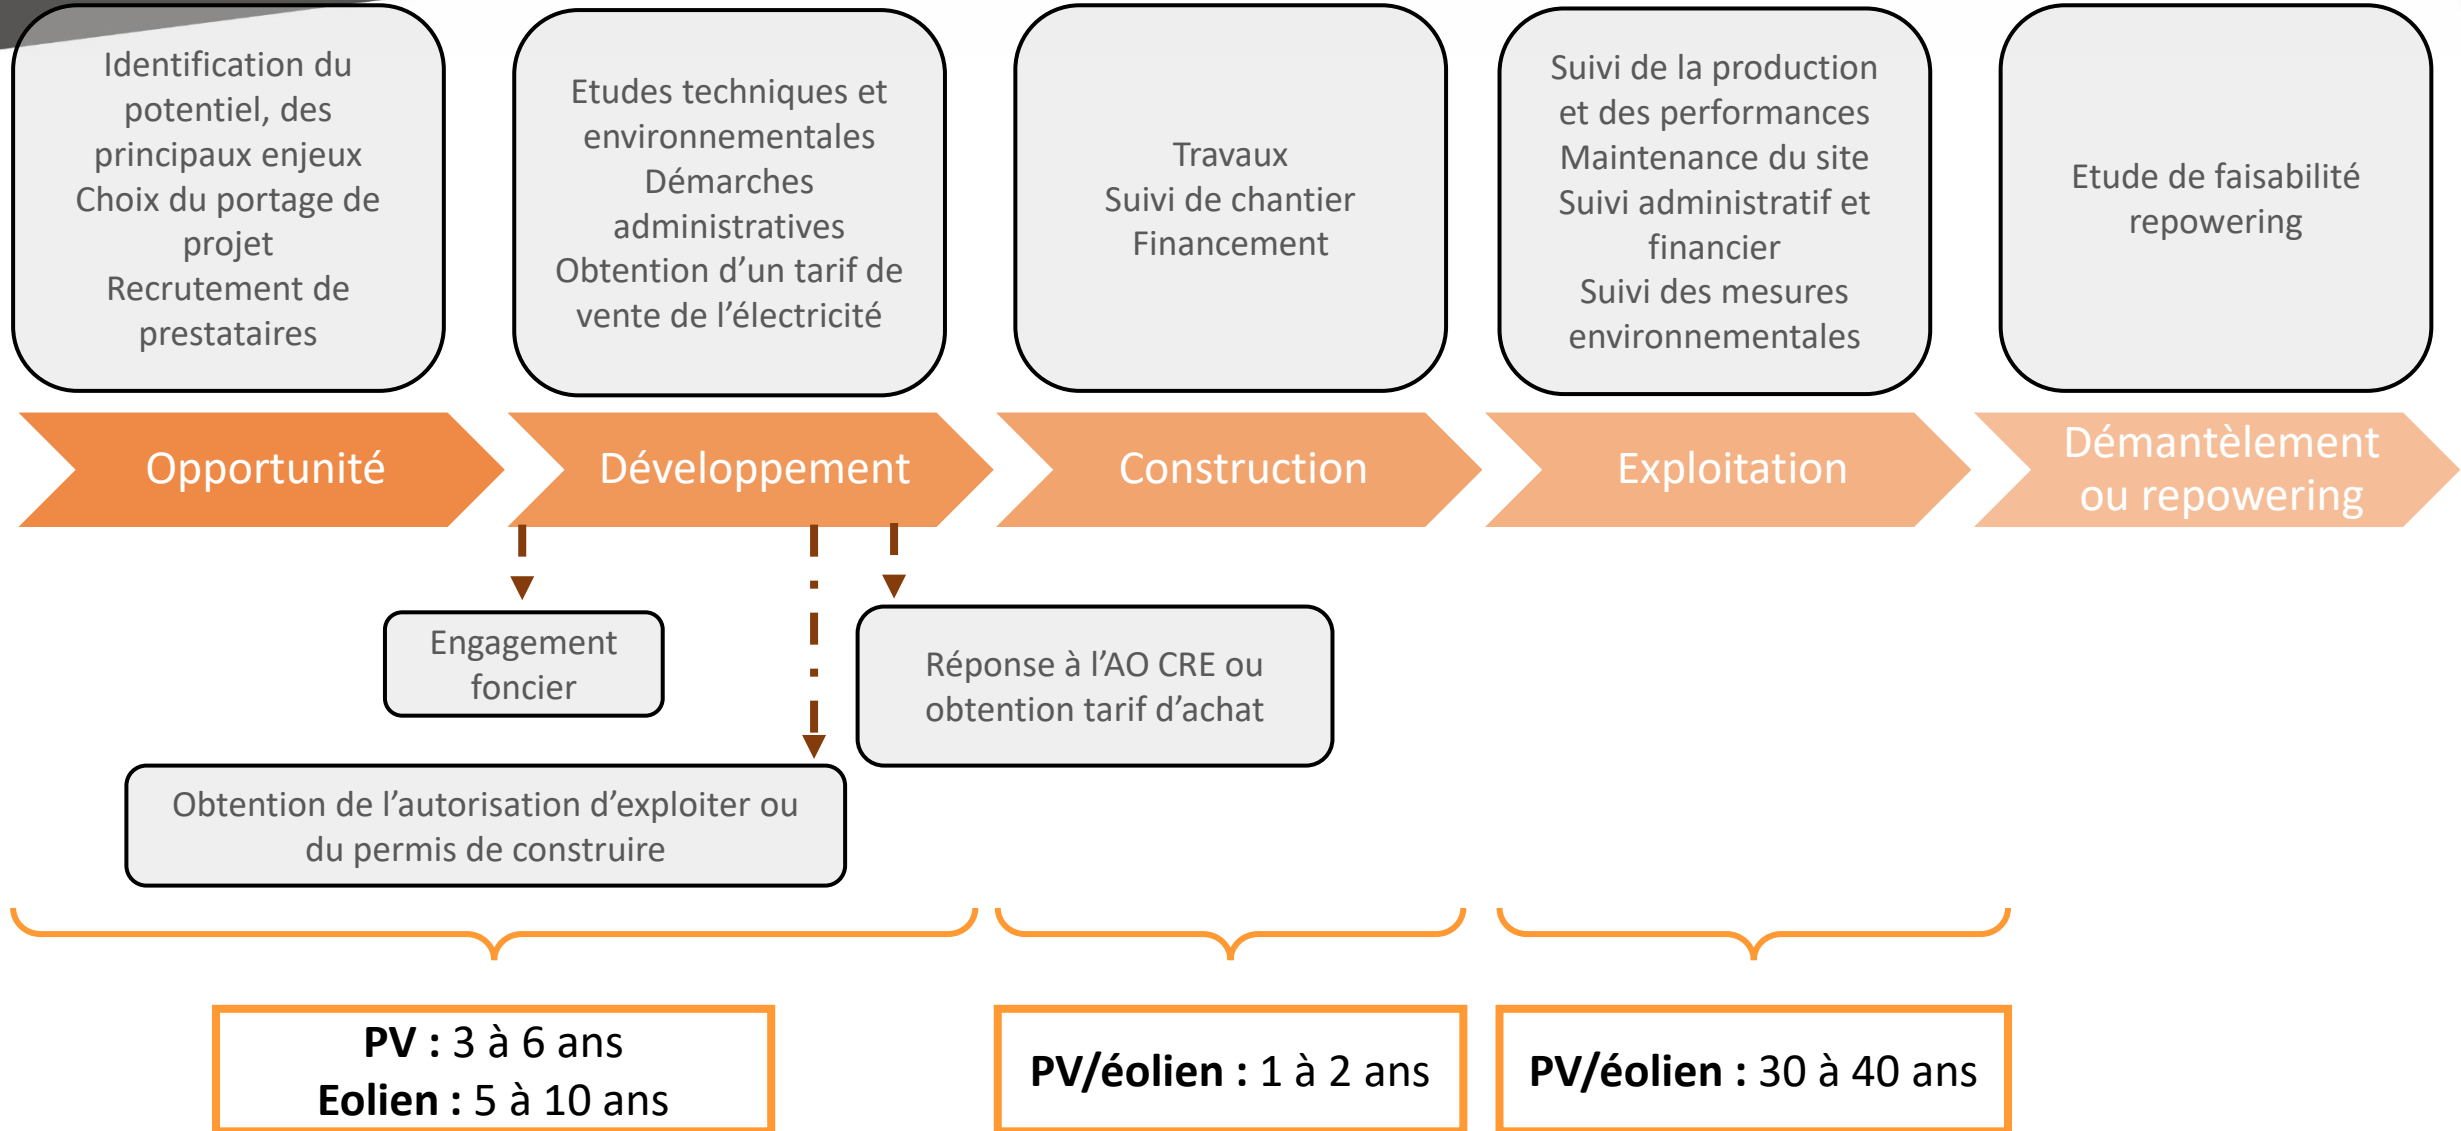 Identification du
potentiel, des
principaux enjeux
Choix du portage de
projet
Recrutement de
prestataires
Etudes techniques et
environnementales
Démarches
administratives
Obtention d’un tarif de
vente de l’électricité
Travaux
Suivi de chantier
Financement
Suivi de la production
et des performances
Maintenance du site
Suivi administratif et
financier
Suivi des mesures
environnementales
Etude de faisabilité
repowering
Opportunité
Développement
Construction
Exploitation
Démantèlement
ou repowering
Engagement
foncier
Réponse à l’AO CRE ou
obtention tarif d’achat
Obtention de l’autorisation d’exploiter ou
du permis de construire
PV : 3 à 6 ans
Eolien : 5 à 10 ans
PV/éolien : 1 à 2 ans
PV/éolien : 30 à 40 ans